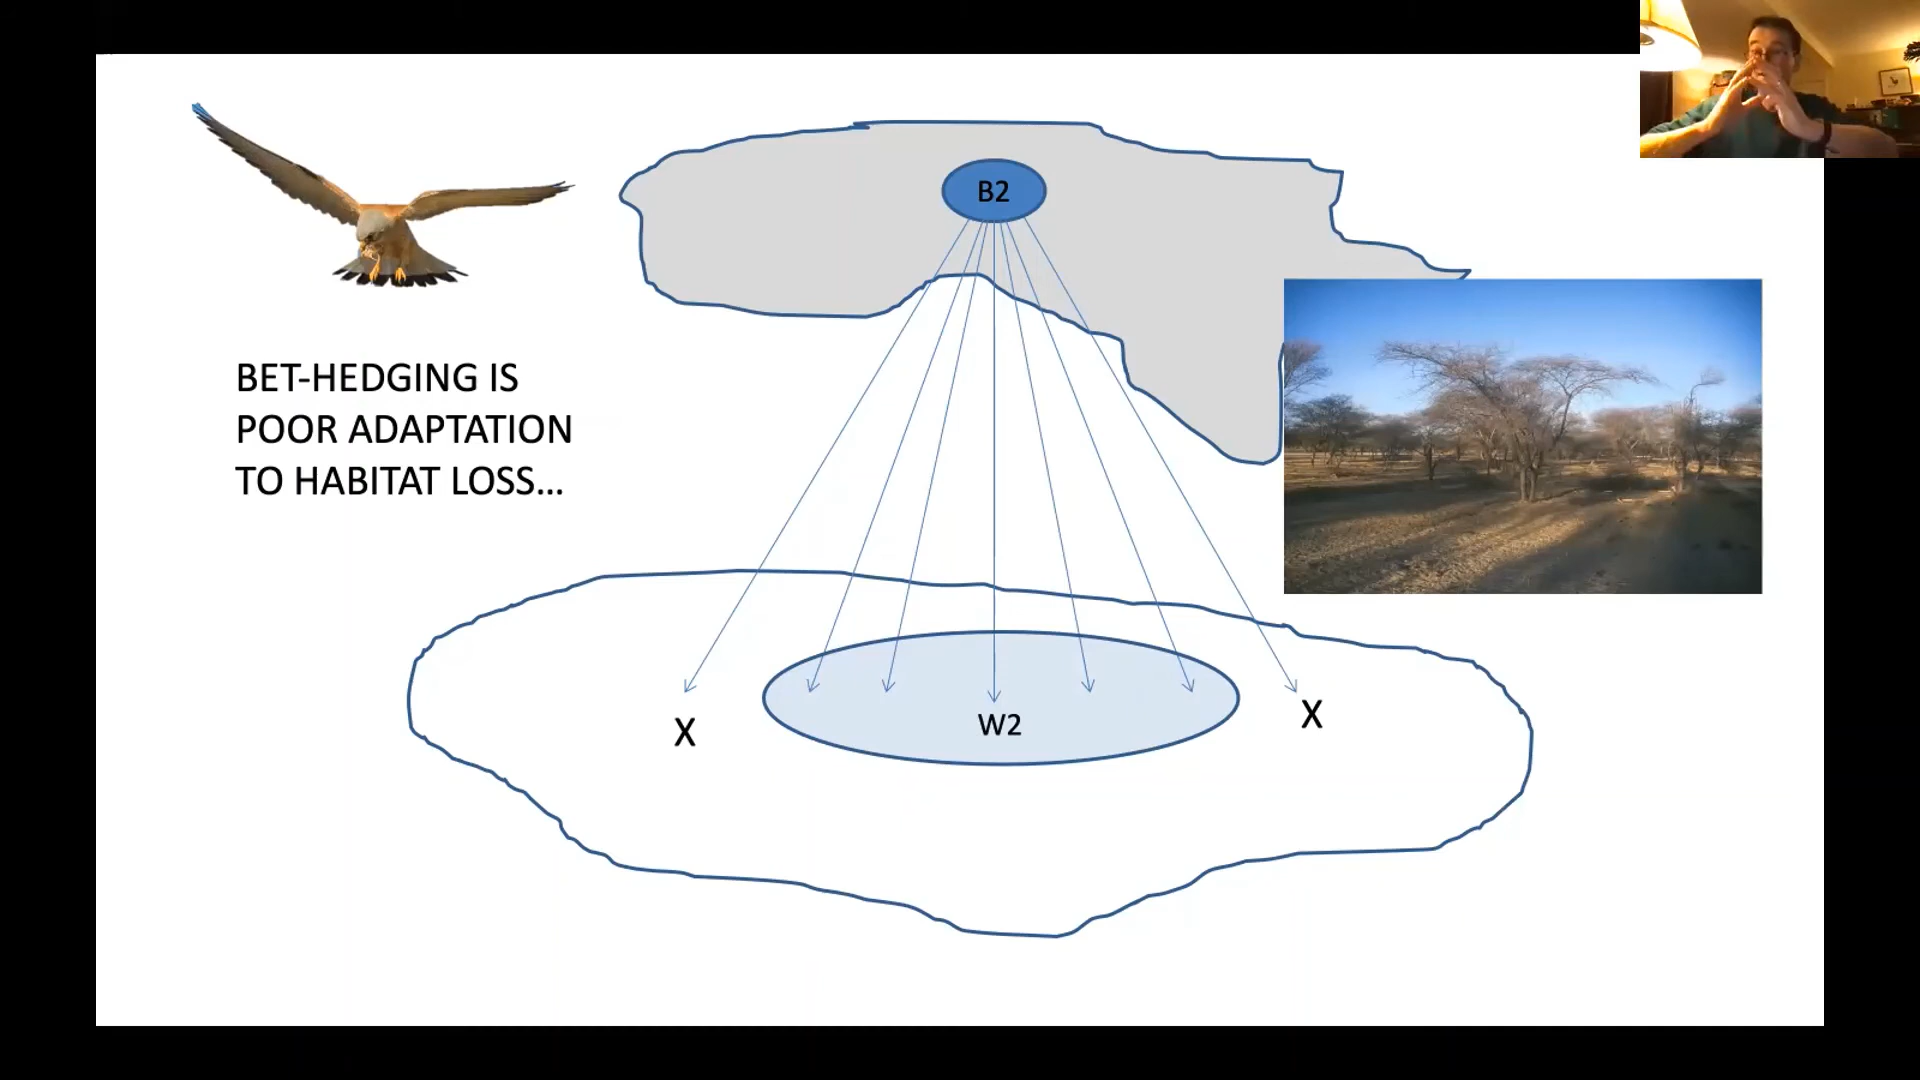 B2
BET-HEDGING IS
POOR ADAPTATION
TO HABITAT LOSS...
W2
X
X